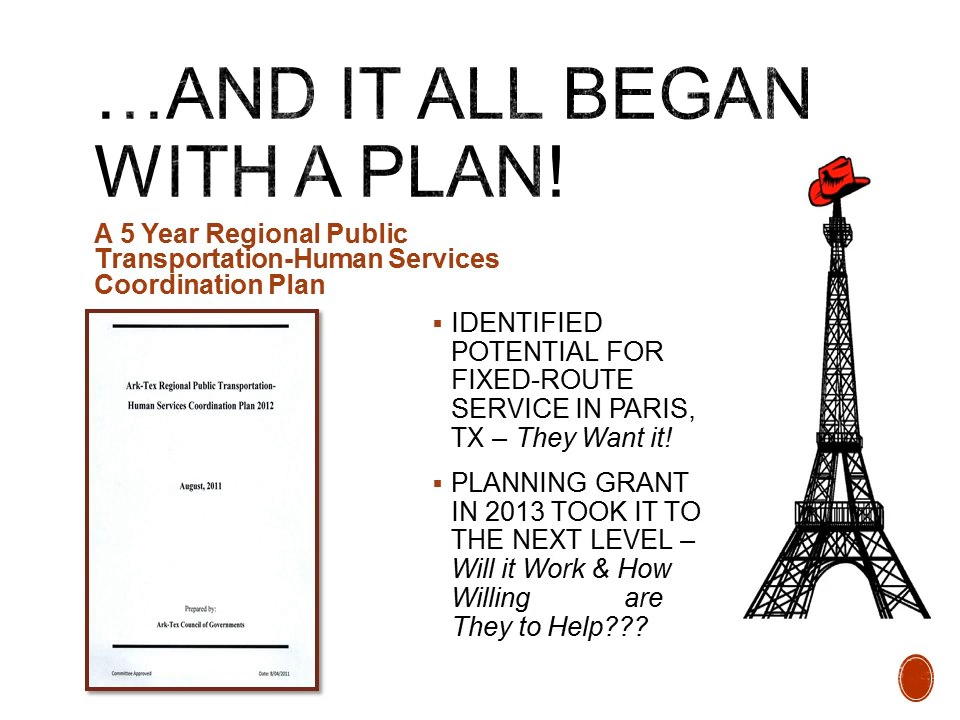 …AND IT ALL BEGAN
WITH A PLAN!
A 5 Year Regional Public
Transportation-Human Services
Coordination Plan
Ark-Tex Regional Public Transportation-
Human Services Coordination Plan 2012
August, 2011
Prepared by:
Ark-Tex Council of Governments
Committee Approved Date: 8/04/2011
▪ IDENTIFIED
POTENTIAL FOR
FIXED-ROUTE
SERVICE IN PARIS,
TX – They Want it!
▪ PLANNING GRANT
IN 2013 TOOK IT TO
THE NEXT LEVEL –
Will it Work & How
Willing are
They to Help???